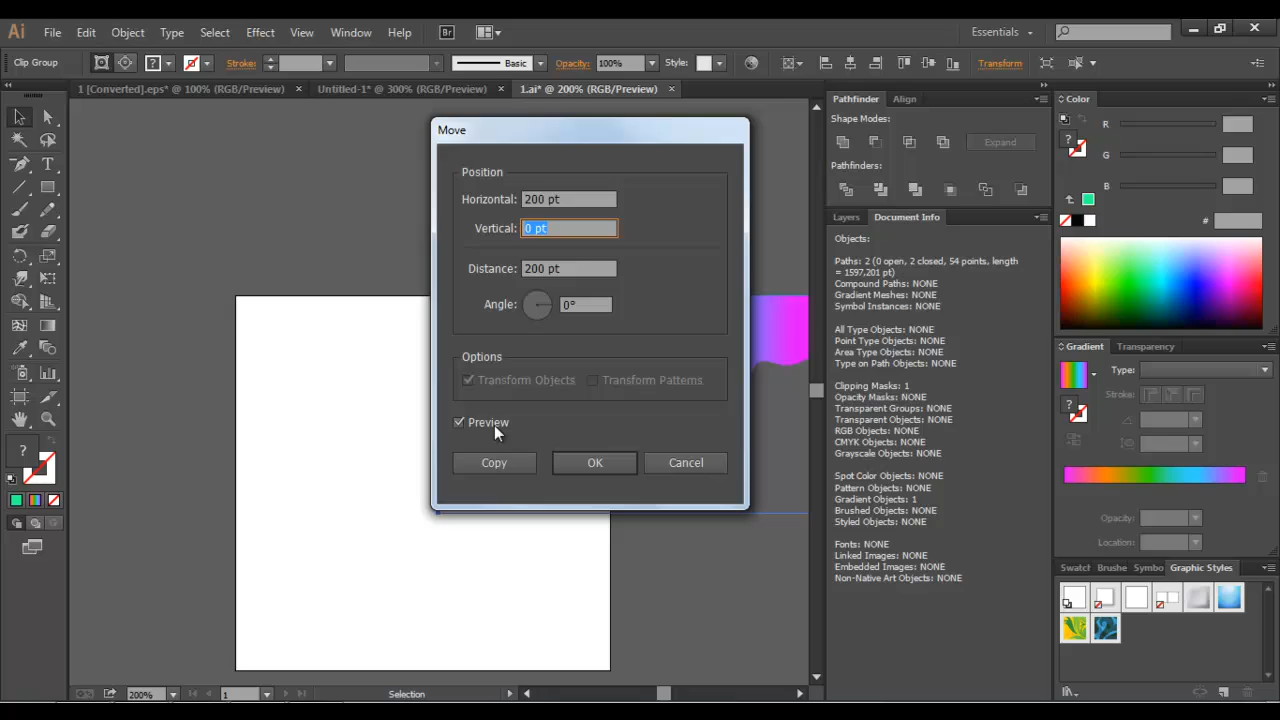 Ai File Edit Object Type Select Effect View Window Help Br Essentials
Clip Group ? Stroke: Basic Opacity: 100% Style: Transform
1 [Converted].eps* @ 100% (RGB/Preview) × Untitled-1* @ 300% (RGB/Preview) × 1.ai* @ 200% (RGB/Preview) ×
Move
Position
Horizontal: 200 pt
Vertical: 0 pt
Distance: 200 pt
Angle: 0°
Options
Transform Objects Transform Patterns
Preview
Copy OK Cancel
Pathfinder Align
Shape Modes:
Expand
Pathfinders:
Layers Document Info
Objects:
Paths: 2 (0 open, 2 closed, 54 points, length
= 1597,201 pt)
Compound Paths: NONE
Gradient Meshes: NONE
Symbol Instances: NONE
All Type Objects: NONE
Point Type Objects: NONE
Area Type Objects: NONE
Type on Path Objects: NONE
Clipping Masks: 1
Opacity Masks: NONE
Transparent Groups: NONE
Transparent Objects: NONE
RGB Objects: NONE
CMYK Objects: NONE
Grayscale Objects: NONE
Spot Color Objects: NONE
Pattern Objects: NONE
Gradient Objects: 1
Brushed Objects: NONE
Styled Objects: NONE
Fonts: NONE
Linked Images: NONE
Embedded Images: NONE
Non-Native Art Objects: NONE
Color
R
?
G
B
#
Gradient Transparency
Type:
Stroke:
?
Opacity:
Location:
Swatch Brushe Symbo Graphic Styles
?
200% 1 Selection